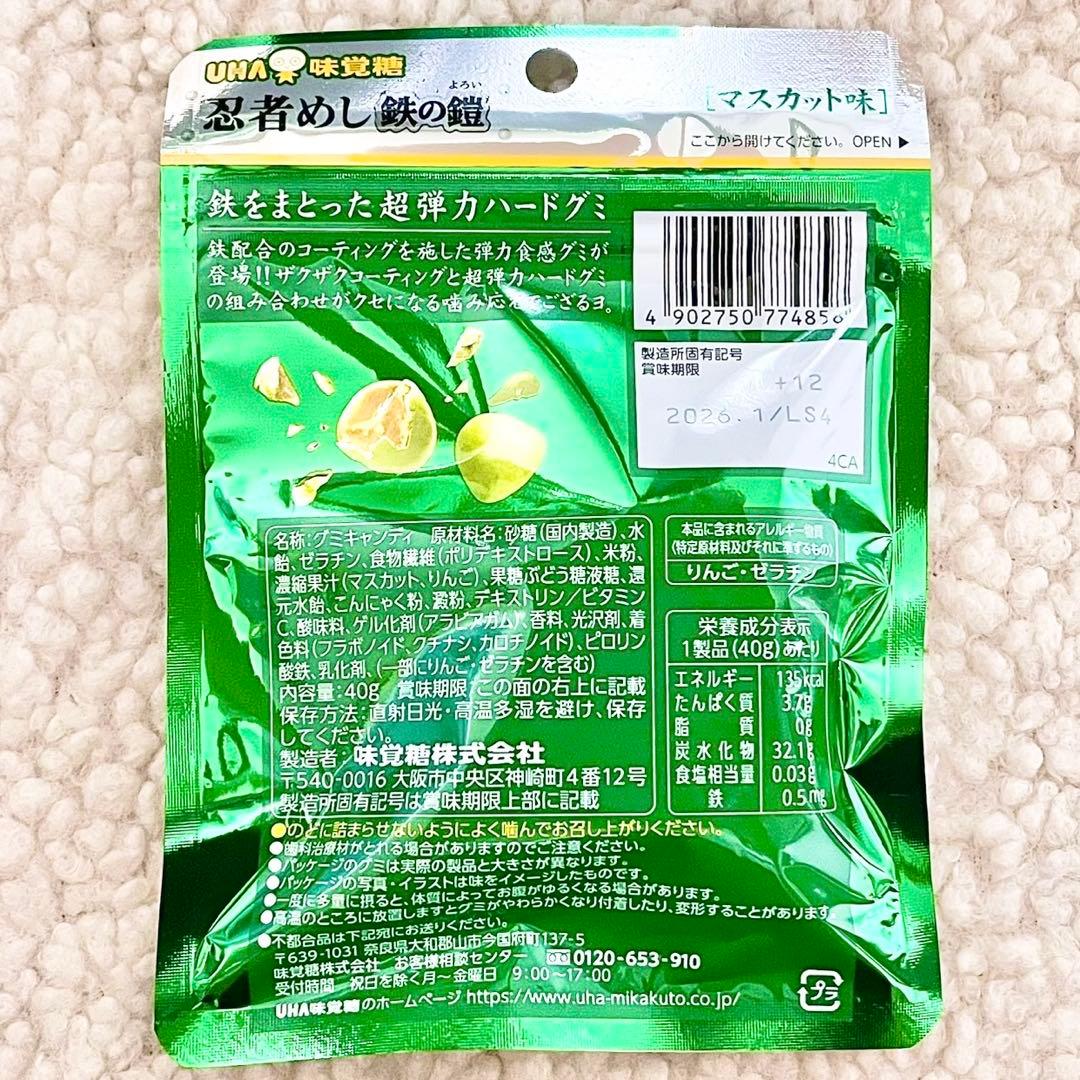 UHA味覚糖
忍者めし鉄の鎧
よろい
[マスカット味]
ここから開けてください。 OPEN ▶
鉄をまとった超弾力ハードグミ
鉄配合のコーティングを施した弾力食感グミが
登場!!ザクザクコーティングと超弾力ハードグミ
の組み合わせがクセになる噛み応えでござるヨ。
4 902750 774856
製造所固有記号
賞味期限
+12
2026. 1/LS4
4CA
名称:グミキャンディ 原材料名:砂糖(国内製造)、水
飴、ゼラチン、食物繊維(ポリデキストロース)、米粉、
濃縮果汁(マスカット、りんご)、果糖ぶどう糖液糖、還
元水飴、こんにゃく粉、澱粉、デキストリン/ビタミン
C、酸味料、ゲル化剤(アラビアガム)、香料、光沢剤、着
色料(フラボノイド、クチナシ、カロチノイド)、ピロリン
酸鉄、乳化剤、(一部にりんご・ゼラチンを含む)
内容量:40g 賞味期限:この面の右上に記載
保存方法:直射日光・高温多湿を避け、保存
してください。
製造者:味覚糖株式会社
〒540-0016 大阪市中央区神崎町4番12号
製造所固有記号は賞味期限上部に記載
本品に含まれるアレルギー物質
(特定原材料及びそれに準ずるもの)
りんご・ゼラチン
栄養成分表示
1製品(40g)あたり
エネルギー 135kcal
たんぱく質 3.7g
脂質 0g
炭水化物 32.1g
食塩相当量 0.03g
鉄 0.5mg
●のどに詰まらせないようによく噛んでお召し上がりください。
●歯科治療材がとれる場合がありますのでご注意ください。
●パッケージのグミは実際の製品と大きさが異なります。
●パッケージの写真・イラストは味をイメージしたものです。
●一度に多量に摂ると、体質によってお腹がゆるくなる場合があります。
●高温のところに放置しますとグミがやわらかくなり付着したり、変形することがあります。
●不都合品は下記宛にお送りください。
〒639-1031 奈良県大和郡山市今国府町137-5
味覚糖株式会社 お客様相談センター 0120-653-910
受付時間 祝日を除く月~金曜日 9:00~17:00
UHA味覚糖のホームページ https://www.uha-mikakuto.co.jp/
プラ